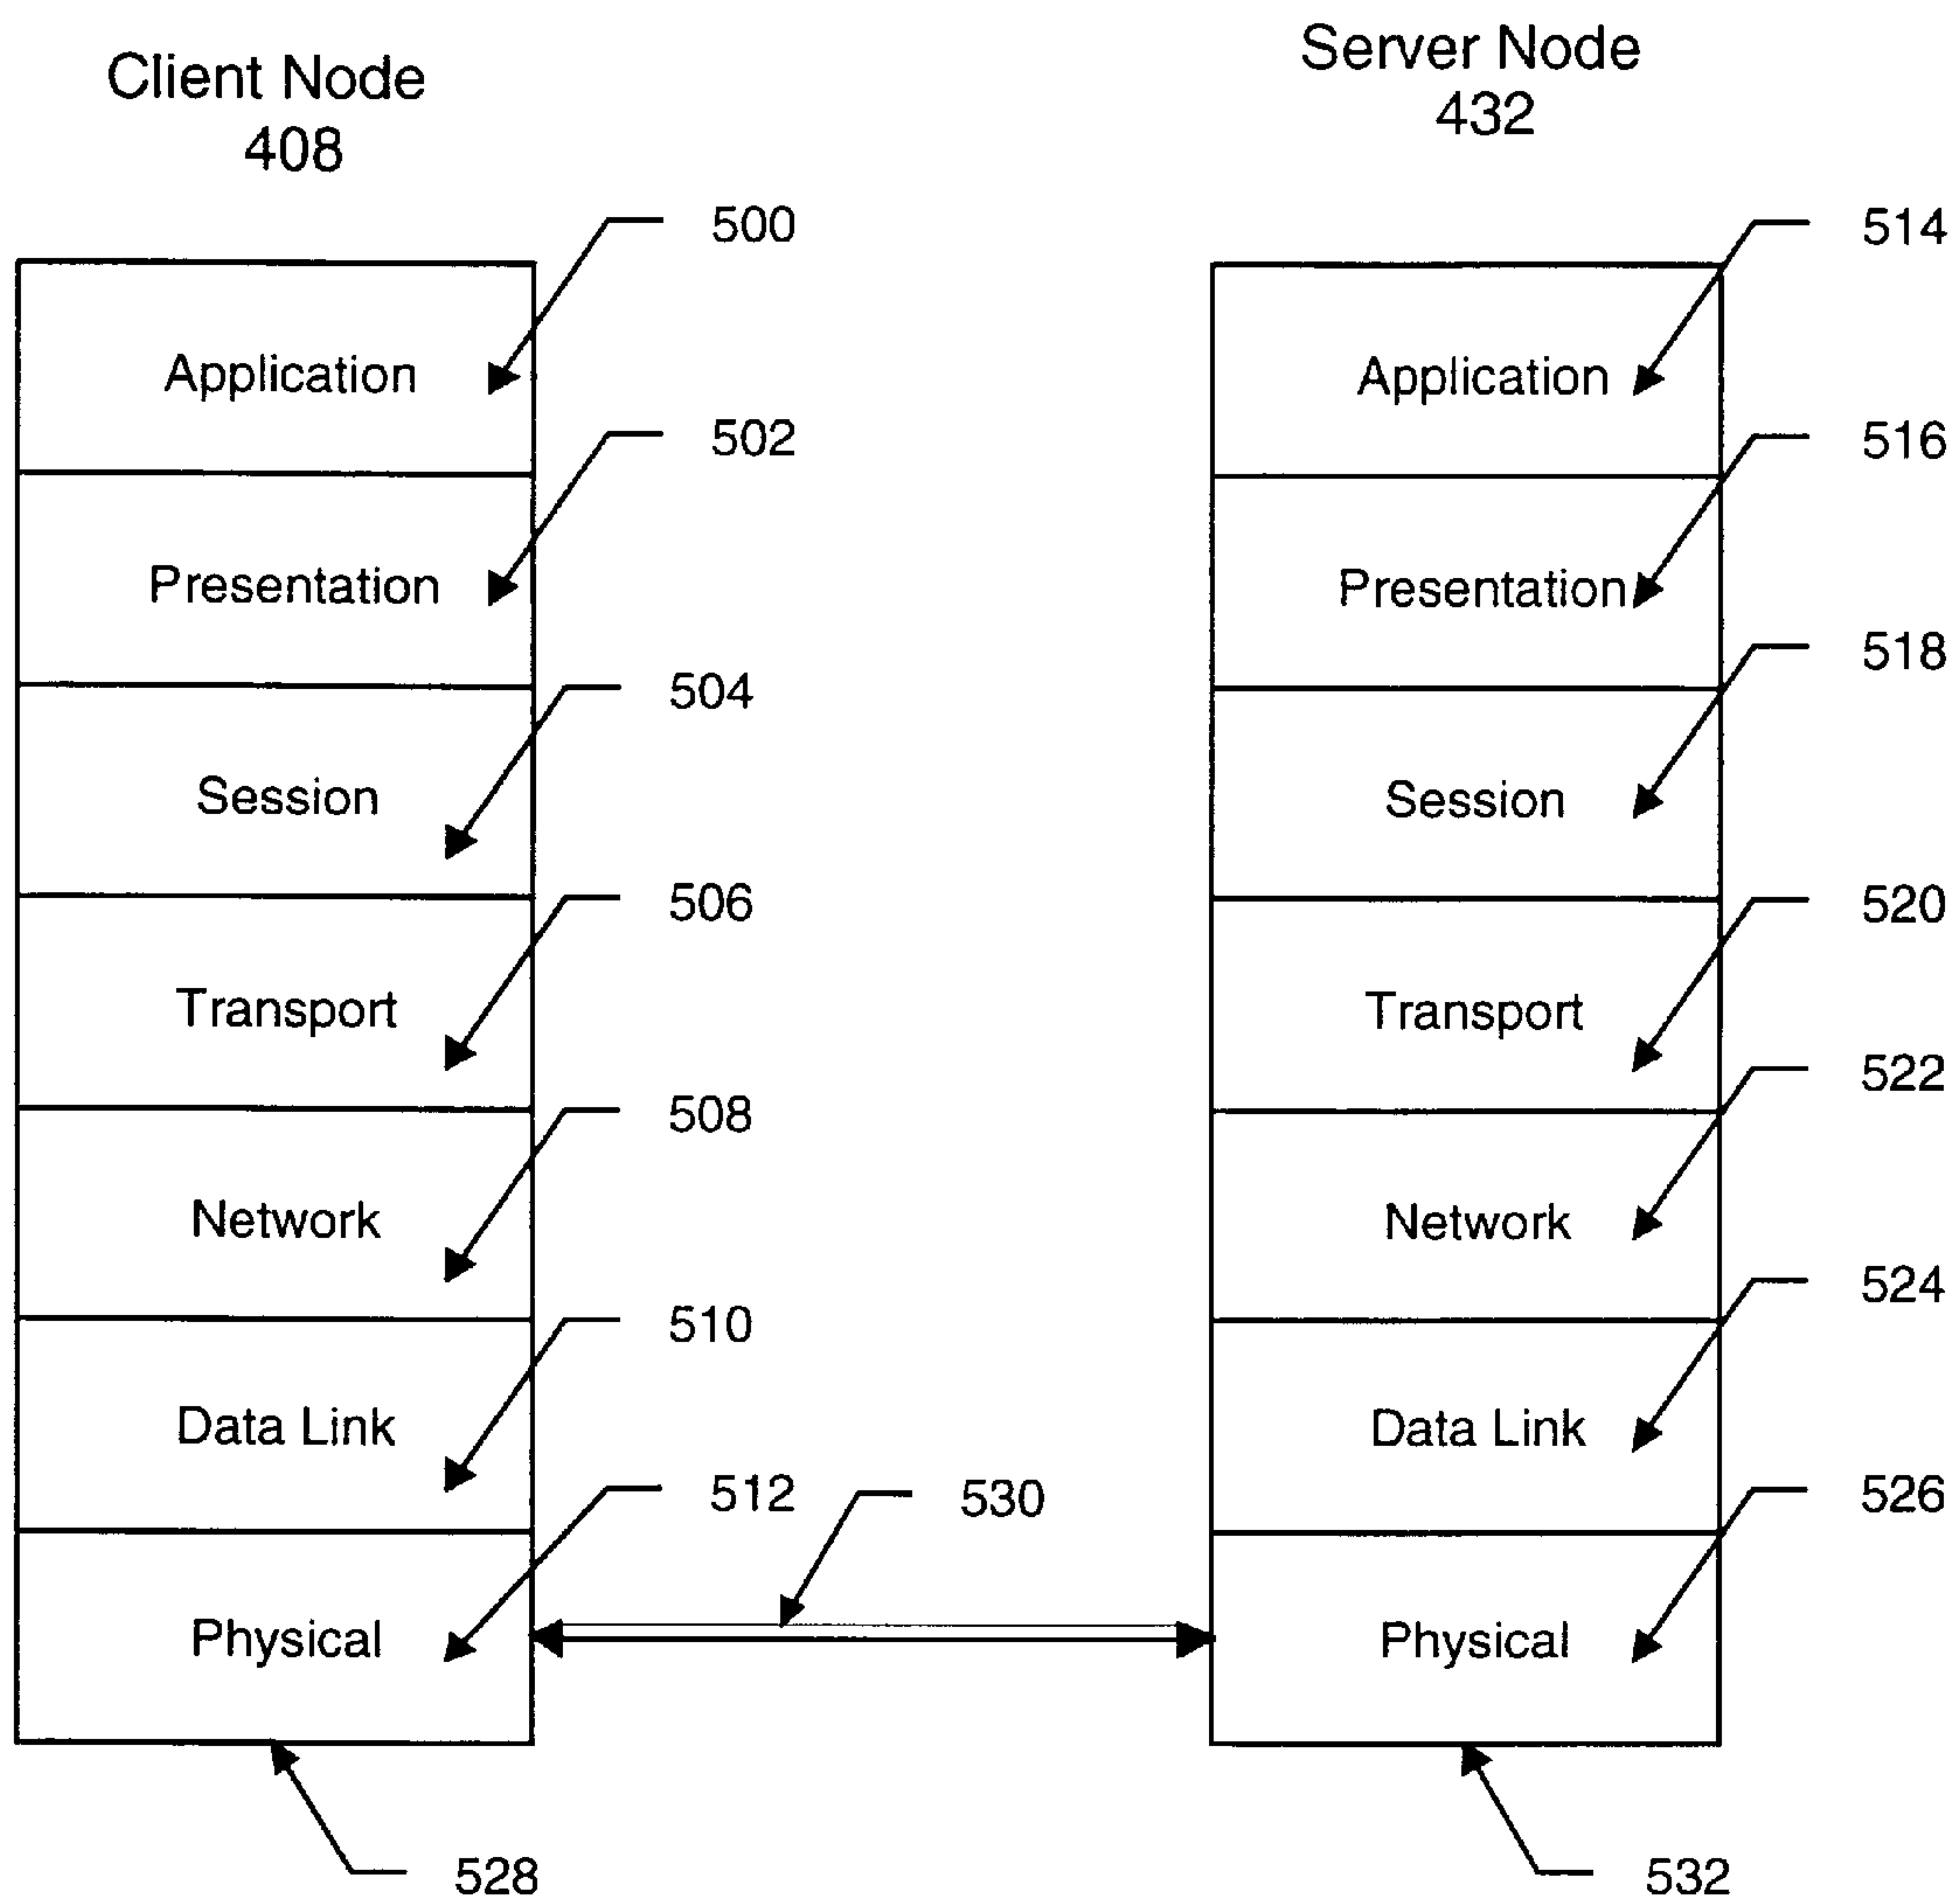 Client Node
408
Server Node
432
500
514
Application
Application
502
516
Presentation
Presentation
504
518
Session
Session
506
520
Transport
Transport
508
522
Network
Network
510
524
Data Link
Data Link
512
530
526
Physical
Physical
528
532